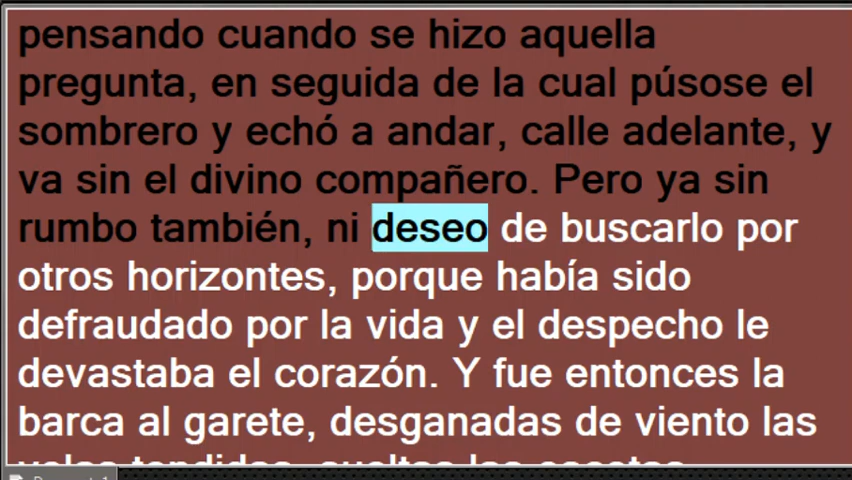 pensando cuando se hizo aquella
pregunta, en seguida de la cual púsose el
sombrero y echó a andar, calle adelante, y
va sin el divino compañero. Pero ya sin
rumbo también, ni deseo de buscarlo por
otros horizontes, porque había sido
defraudado por la vida y el despecho le
devastaba el corazón. Y fue entonces la
barca al garete, desganadas de viento las